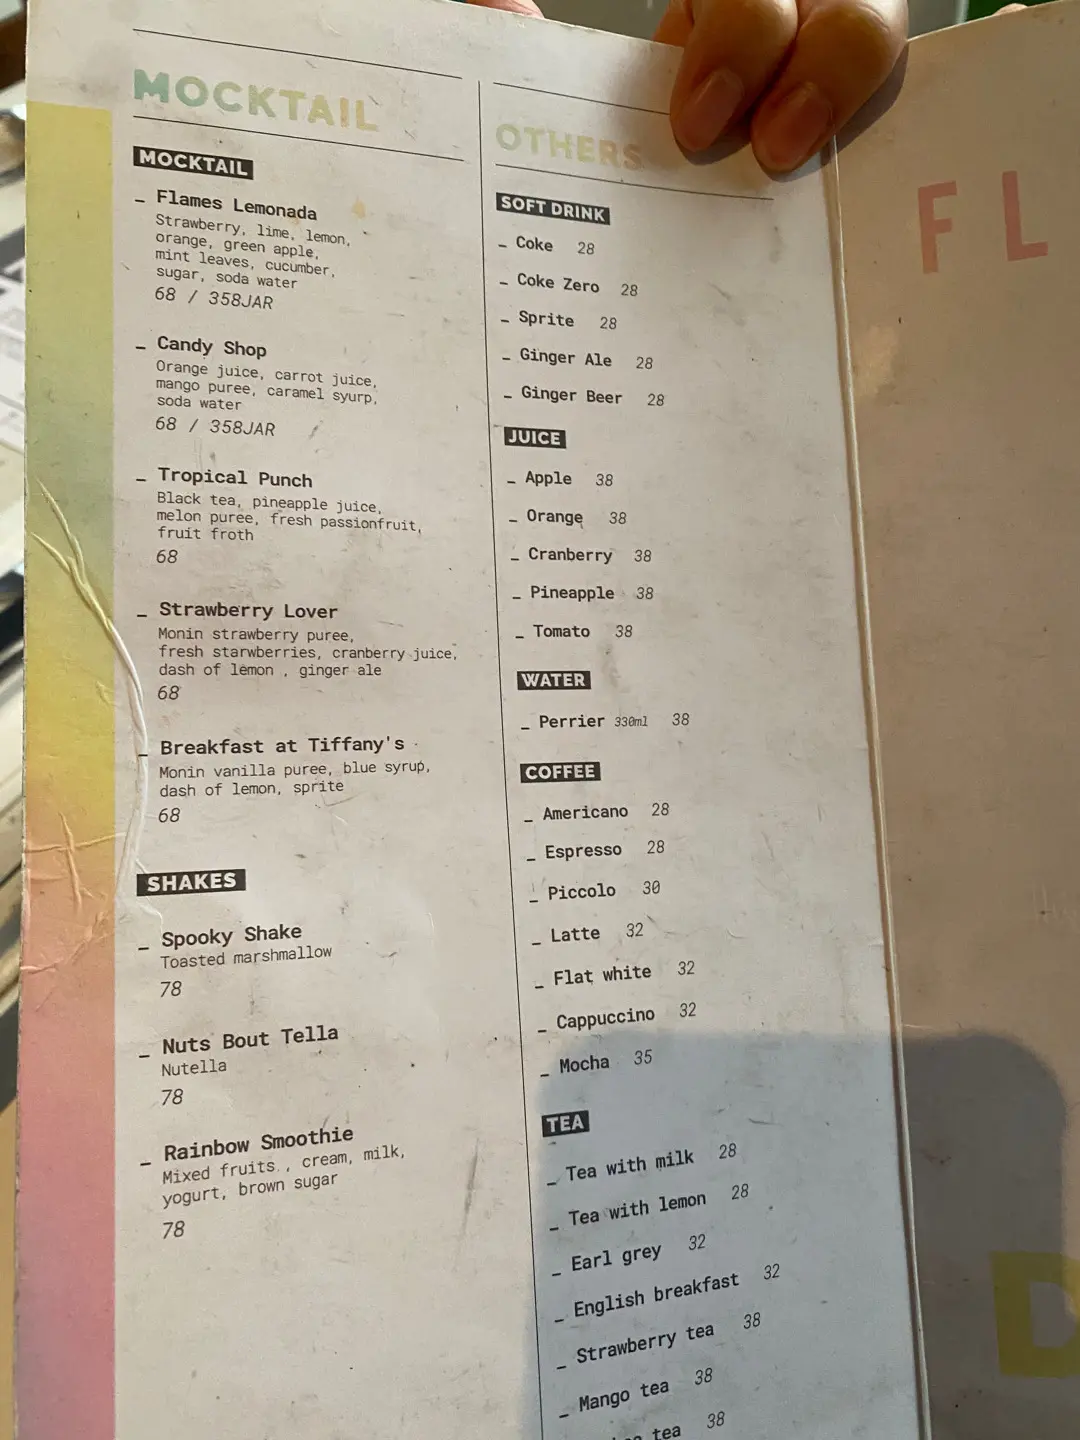 MOCKTAIL
MOCKTAIL
_ Flames Lemonada
Strawberry, lime, lemon,
orange, green apple,
mint leaves, cucumber,
sugar, soda water
68 / 358JAR
_ Candy Shop
Orange juice, carrot juice,
mango puree, caramel syurp,
soda water
68 / 358JAR
_ Tropical Punch
Black tea, pineapple juice,
melon puree, fresh passionfruit,
fruit froth
68
_ Strawberry Lover
Monin strawberry puree,
fresh starwberries, cranberry juice,
dash of lemon , ginger ale
68
_ Breakfast at Tiffany's
Monin vanilla puree, blue syrup,
dash of lemon, sprite
68
SHAKES
_ Spooky Shake
Toasted marshmallow
78
_ Nuts Bout Tella
Nutella
78
_ Rainbow Smoothie
Mixed fruits , cream, milk,
yogurt, brown sugar
78
OTHERS
SOFT DRINK
_ Coke 28
_ Coke Zero 28
_ Sprite 28
_ Ginger Ale 28
_ Ginger Beer 28
JUICE
_ Apple 38
_ Orange 38
_ Cranberry 38
_ Pineapple 38
_ Tomato 38
WATER
_ Perrier 330ml 38
COFFEE
_ Americano 28
_ Espresso 28
_ Piccolo 30
_ Latte 32
_ Flat white 32
_ Cappuccino 32
_ Mocha 35
TEA
_ Tea with milk 28
_ Tea with lemon 28
_ Earl grey 32
_ English breakfast 32
_ Strawberry tea 38
_ Mango tea 38
tea 38
FL
D